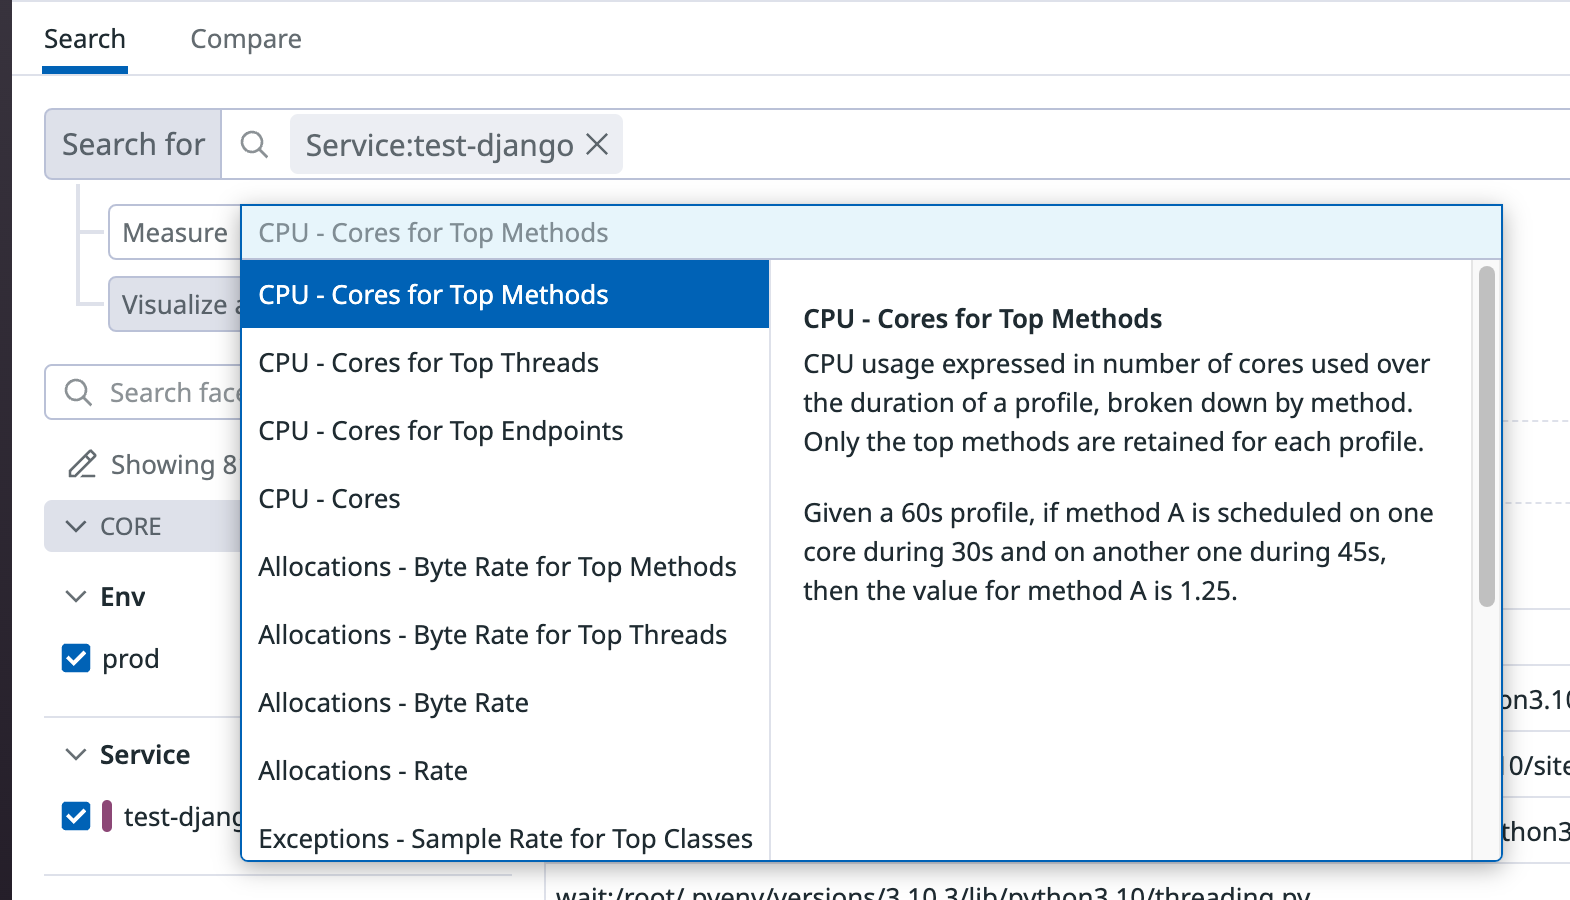 Search
Compare
Search for
Service:test-django
Measure
CPU - Cores for Top Methods
Visualize
CPU - Cores for Top Methods
CPU - Cores for Top Threads
CPU - Cores for Top Endpoints
CPU - Cores
Allocations - Byte Rate for Top Methods
Allocations - Byte Rate for Top Threads
Allocations - Byte Rate
Allocations - Rate
Exceptions - Sample Rate for Top Classes
CPU - Cores for Top Methods
CPU usage expressed in number of cores used over
the duration of a profile, broken down by method.
Only the top methods are retained for each profile.
Given a 60s profile, if method A is scheduled on one
core during 30s and on another one during 45s,
then the value for method A is 1.25.
Search
Showing 8
CORE
Env
prod
Service
test-djang
on3.10
0/site
thon3
wait:/root/.pyenv/versions/3.10.3/lib/python3.10/threading.py